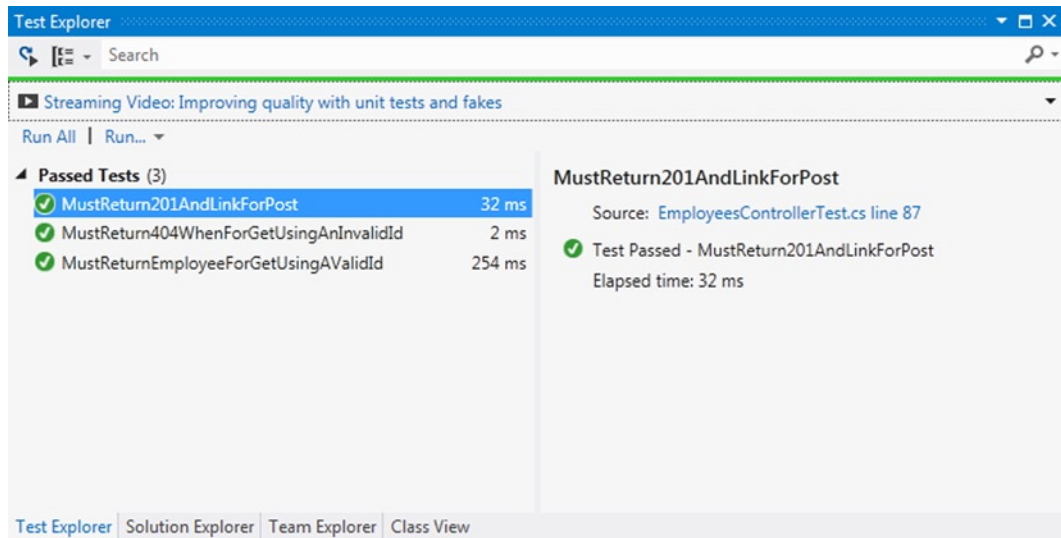 Test Explorer
Search
Streaming Video: Improving quality with unit tests and fakes
Run All | Run...
Passed Tests (3)
MustReturn201AndLinkForPost 32 ms
MustReturn404WhenForGetUsingAnInvalidId 2 ms
MustReturnEmployeeForGetUsingAValidId 254 ms
MustReturn201AndLinkForPost
Source: EmployeesControllerTest.cs line 87
Test Passed - MustReturn201AndLinkForPost
Elapsed time: 32 ms
Test Explorer Solution Explorer Team Explorer Class View